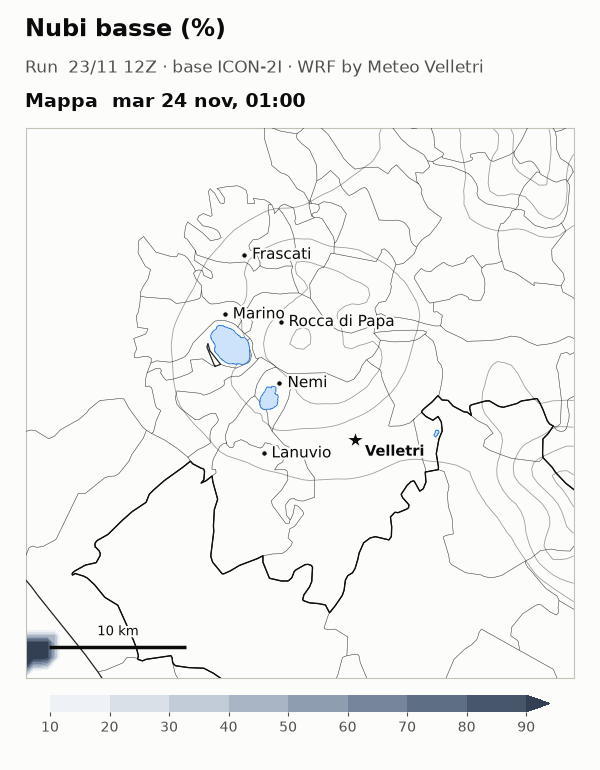 Nubi basse (%)
Run  23/11 12Z · base ICON-2I · WRF by Meteo Velletri
Mappa  mar 24 nov, 01:00
Frascati
Marino
Rocca di Papa
Nemi
Velletri
Lanuvio
10 km
10 20 30 40 50 60 70 80 90